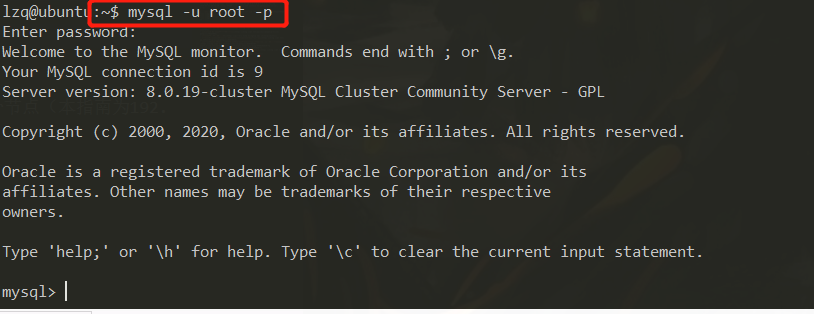 lzq@ubuntu:~$ mysql -u root -p
Enter password:
Welcome to the MySQL monitor.  Commands end with ; or \g.
Your MySQL connection id is 9
Server version: 8.0.19-cluster MySQL Cluster Community Server - GPL
Copyright (c) 2000, 2020, Oracle and/or its affiliates. All rights reserved.
Oracle is a registered trademark of Oracle Corporation and/or its
affiliates. Other names may be trademarks of their respective
owners.
Type 'help;' or '\h' for help. Type '\c' to clear the current input statement.
mysql>